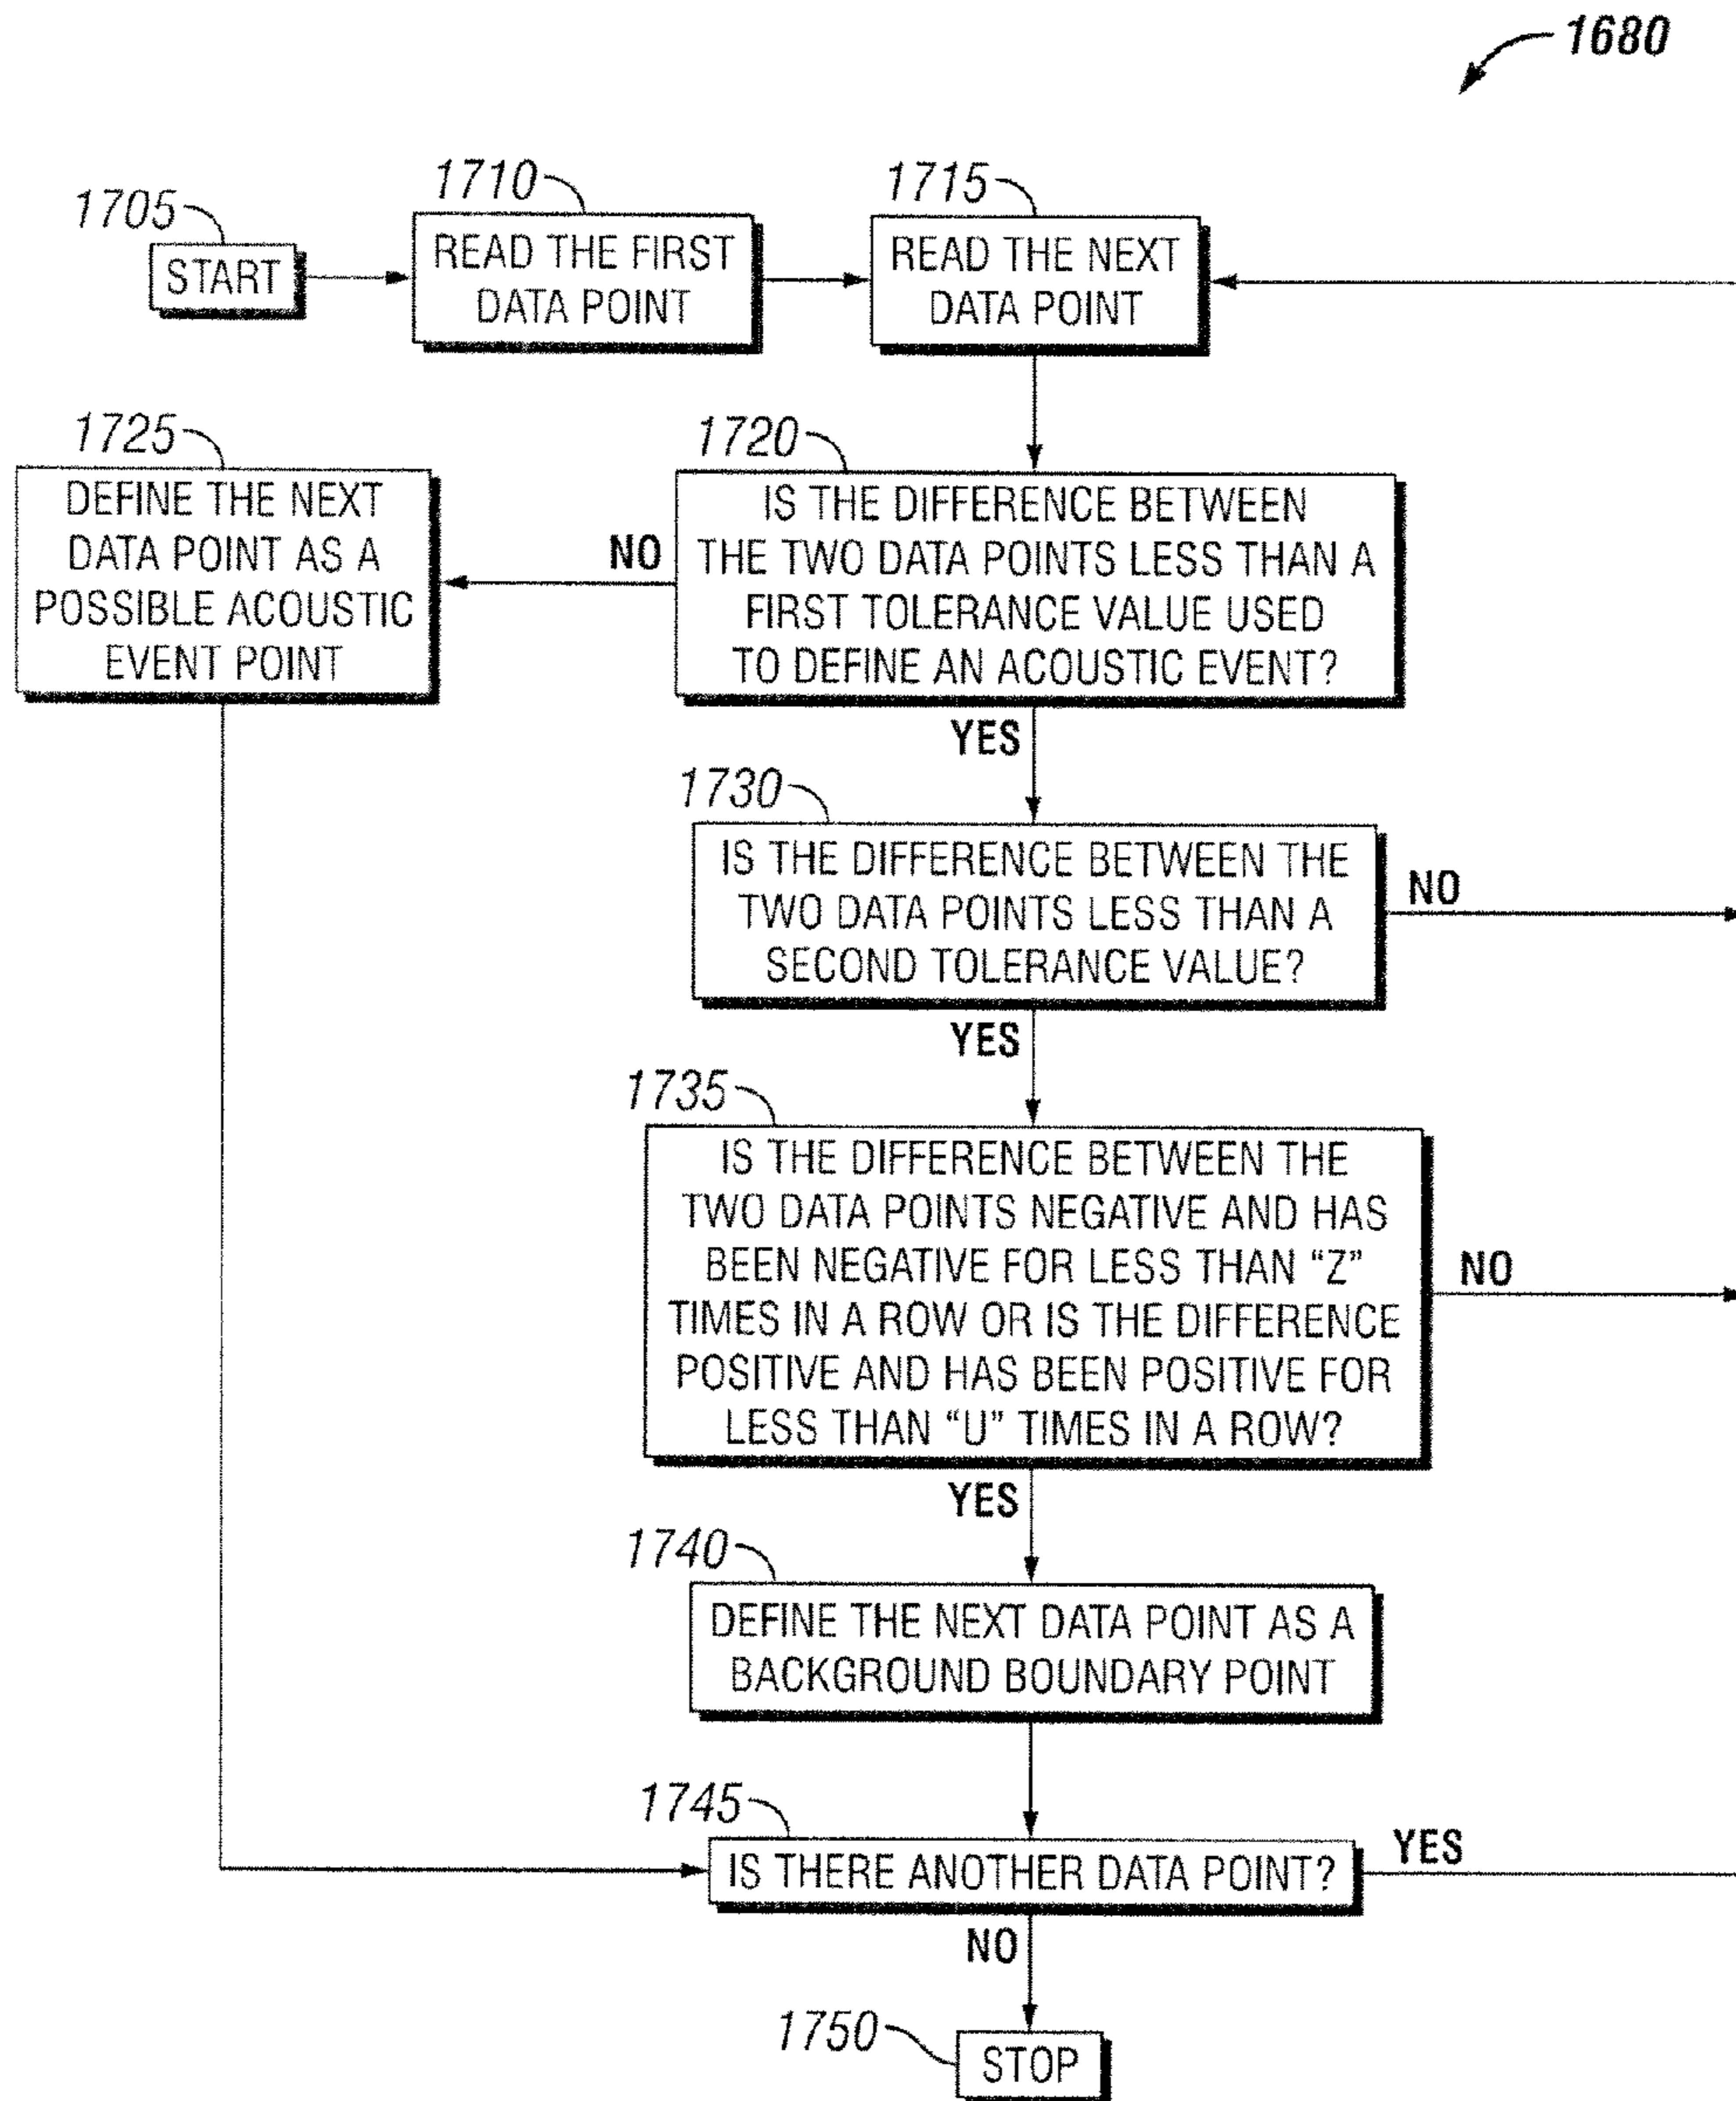 1680
1705
START
1710
READ THE FIRST
DATA POINT
1715
READ THE NEXT
DATA POINT
1720
IS THE DIFFERENCE BETWEEN
THE TWO DATA POINTS LESS THAN A
FIRST TOLERANCE VALUE USED
TO DEFINE AN ACOUSTIC EVENT?
NO
1725
DEFINE THE NEXT
DATA POINT AS A
POSSIBLE ACOUSTIC
EVENT POINT
YES
1730
IS THE DIFFERENCE BETWEEN THE
TWO DATA POINTS LESS THAN A
SECOND TOLERANCE VALUE?
NO
YES
1735
IS THE DIFFERENCE BETWEEN THE
TWO DATA POINTS NEGATIVE AND HAS
BEEN NEGATIVE FOR LESS THAN “Z”
TIMES IN A ROW OR IS THE DIFFERENCE
POSITIVE AND HAS BEEN POSITIVE FOR
LESS THAN “U” TIMES IN A ROW?
NO
YES
1740
DEFINE THE NEXT DATA POINT AS A
BACKGROUND BOUNDARY POINT
1745
IS THERE ANOTHER DATA POINT?
YES
NO
1750
STOP